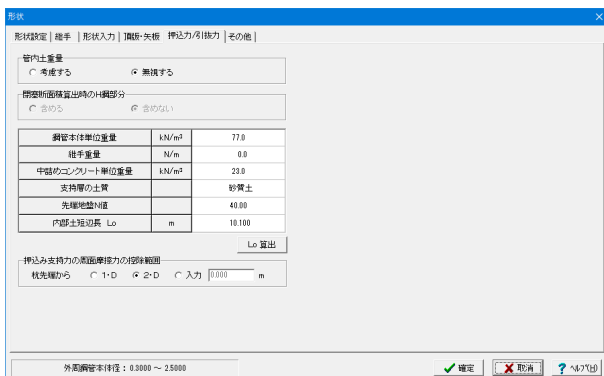 形状
形状設定 継手 形状入力 頂版・矢板 押込力/引抜力 その他
管内土重量
考慮する 無視する
閉塞断面積算出時のH鋼部分
含める 含めない
鋼管本体単位重量 kN/m³ 77.0
継手重量 N/m 0.0
中詰めコンクリート単位重量 kN/m³ 23.0
支持層の土質 砂質土
先端地盤N値 40.00
内部土短辺長 Lo m 10.100
Lo 算出
押込み支持力の周面摩擦力の控除範囲
杭先端から 1・D 2・D 入力 0.000 m
外周鋼管本体径：0.3000 ～ 2.5000
確定 取消 ヘルプ(H)